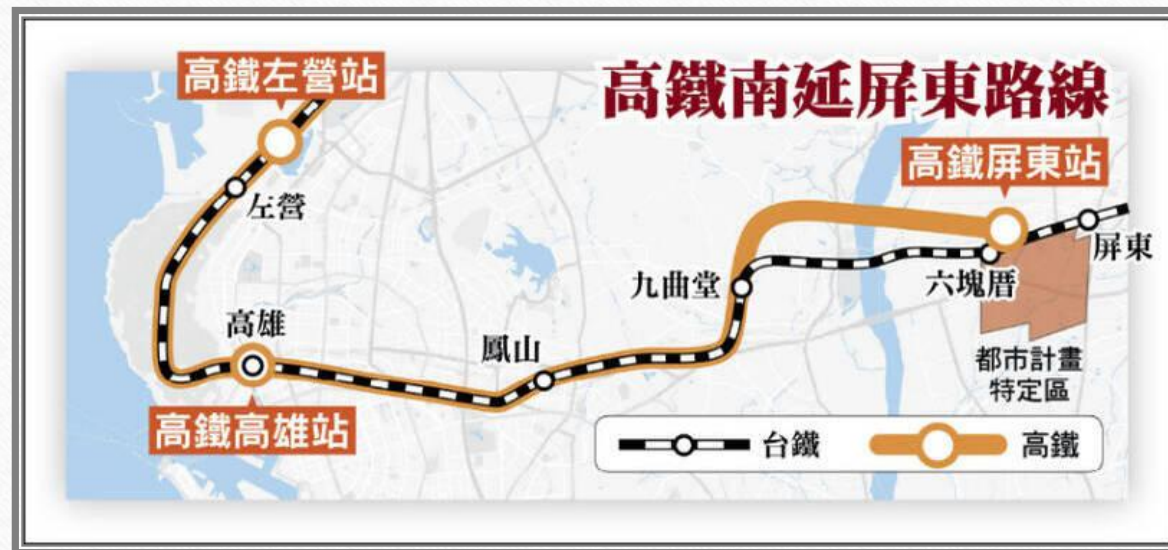 高鐵左營站
高鐵南延屏東路線
高鐵屏東站
左營
屏東
九曲堂
六塊厝
高雄
鳳山
都市計畫
特定區
高鐵高雄站
台鐵
高鐵